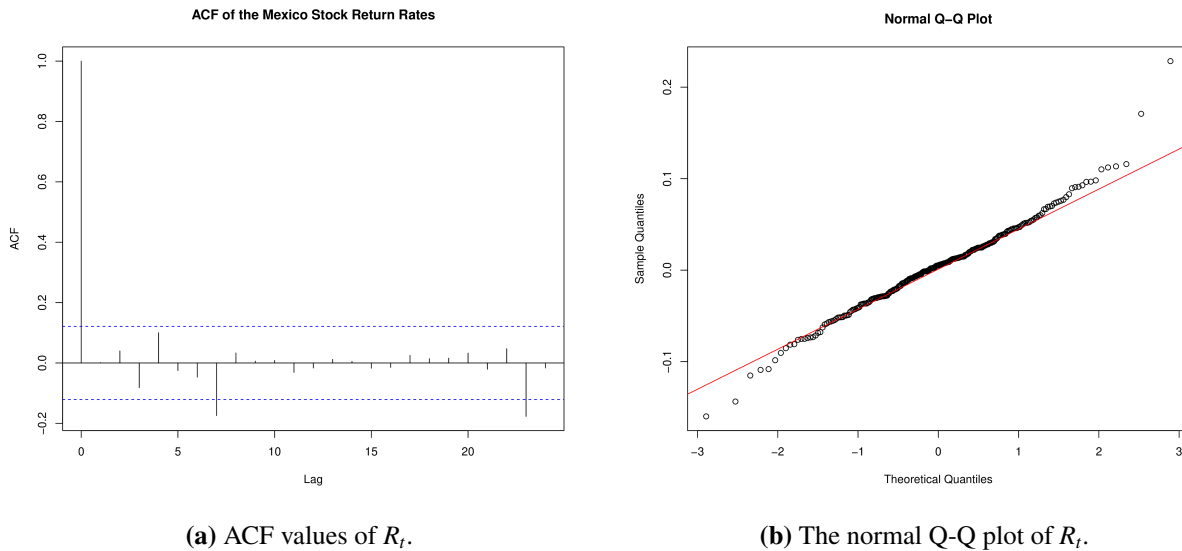 ACF of the Mexico Stock Return Rates
ACF
1.0
0.8
0.6
0.4
0.2
0.0
−0.2
0 5 10 15 20
Lag
(a) ACF values of Rt.
Normal Q−Q Plot
Sample Quantiles
0.2
0.1
0.0
−0.1
−3 −2 −1 0 1 2 3
Theoretical Quantiles
(b) The normal Q-Q plot of Rt.